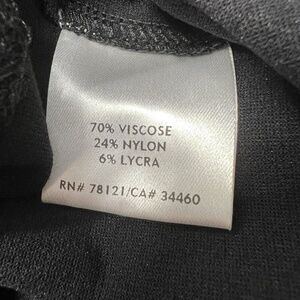 70% VISCOSE
24% NYLON
6% LYCRA
RN# 78121/CA# 34460